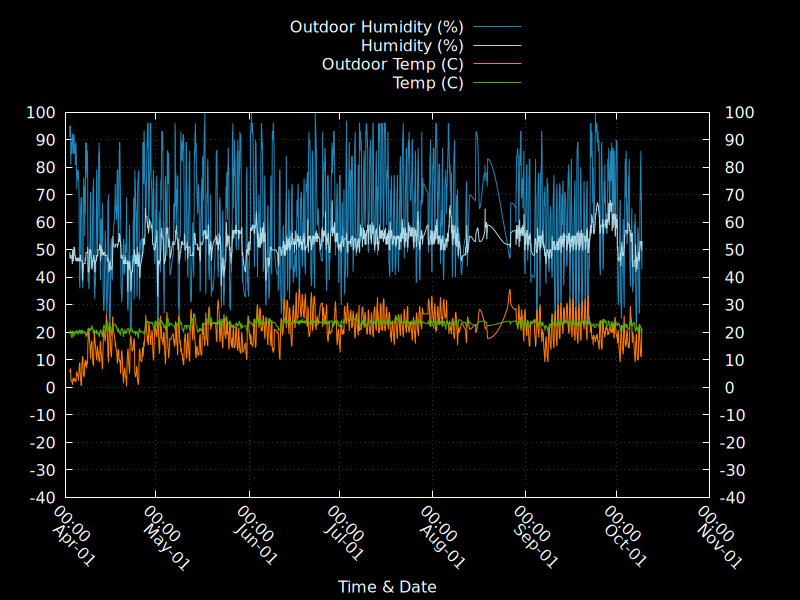 Outdoor Humidity (%)
Humidity (%)
Outdoor Temp (C)
Temp (C)
100 100
90 90
80 80
70 70
60 60
50 50
40 40
30 30
20 20
10 10
0 0
-10 -10
-20 -20
-30 -30
-40 -40
00:00
Apr-01
00:00
May-01
00:00
Jun-01
00:00
Jul-01
00:00
Aug-01
00:00
Sep-01
00:00
Oct-01
00:00
Nov-01
Time & Date